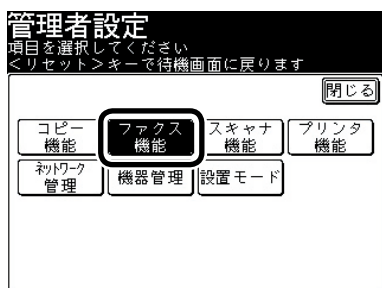 管理者設定
項目を選択してください
<リセット>キーで待機画面に戻ります
閉じる
コピー
機能
ファクス
機能
スキャナ
機能
プリンタ
機能
ネットワーク
管理
機器管理
設置モード